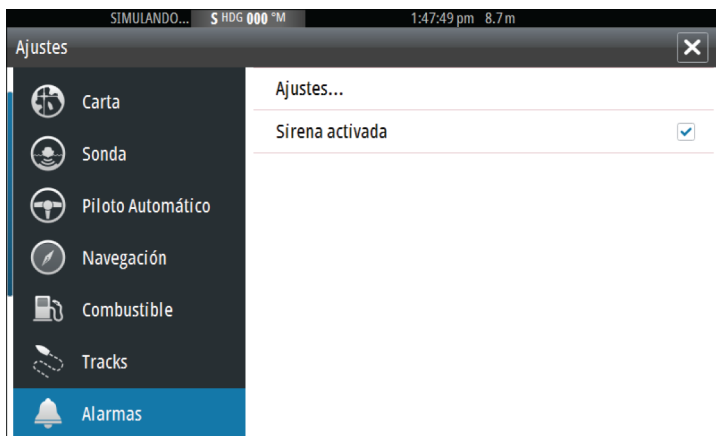 SIMULANDO... S HDG 000 °M 1:47:49 pm 8.7 m
Ajustes
Carta
Sonda
Piloto Automático
Navegación
Combustible
Tracks
Alarmas
Ajustes...
Sirena activada